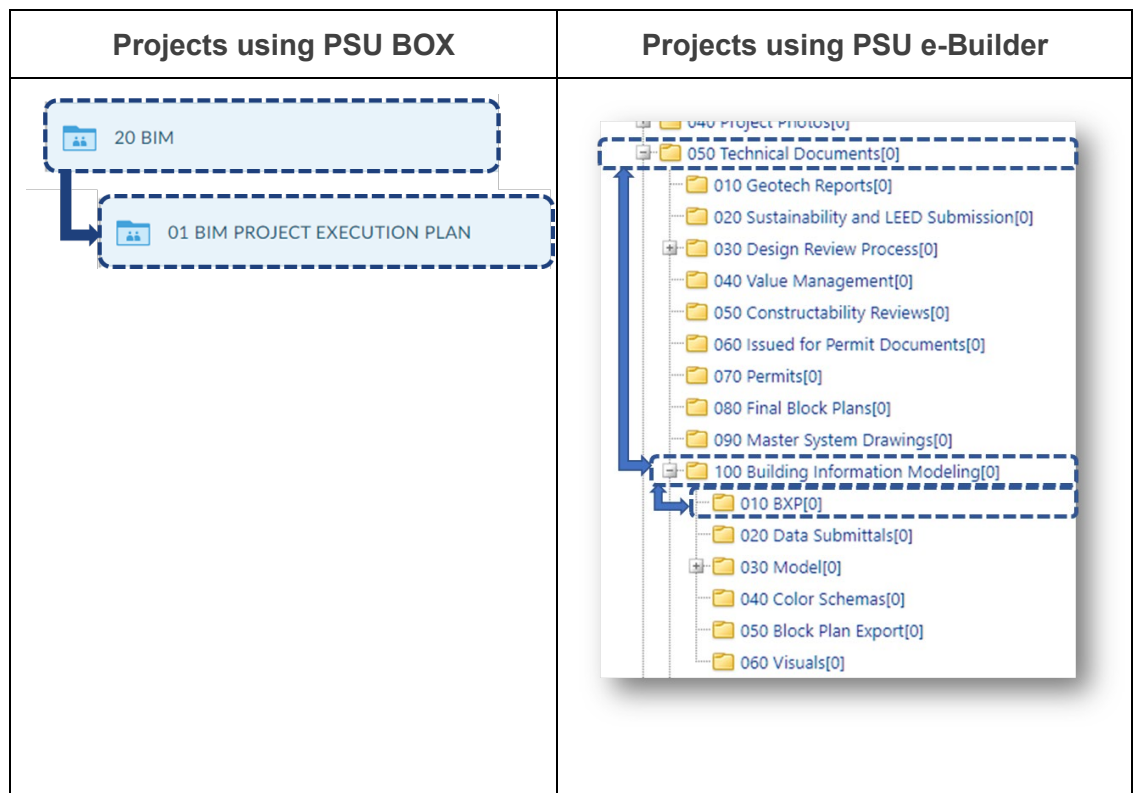 Projects using PSU BOX
Projects using PSU e-Builder
20 BIM
01 BIM PROJECT EXECUTION PLAN
040 Project Photos[0]
050 Technical Documents[0]
010 Geotech Reports[0]
020 Sustainability and LEED Submission[0]
030 Design Review Process[0]
040 Value Management[0]
050 Constructability Reviews[0]
060 Issued for Permit Documents[0]
070 Permits[0]
080 Final Block Plans[0]
090 Master System Drawings[0]
100 Building Information Modeling[0]
010 BXP[0]
020 Data Submittals[0]
030 Model[0]
040 Color Schemas[0]
050 Block Plan Export[0]
060 Visuals[0]